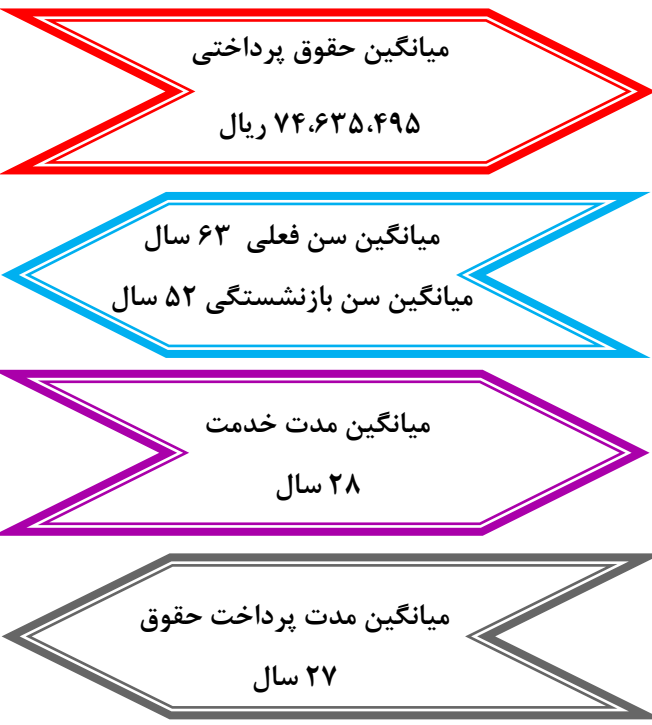 میانگین حقوق پرداختی
۷۴،۶۳۵،۴۹۵ ریال
میانگین سن فعلی ۶۳ سال
میانگین سن بازنشستگی ۵۲ سال
میانگین مدت خدمت
۲۸ سال
میانگین مدت پرداخت حقوق
۲۷ سال